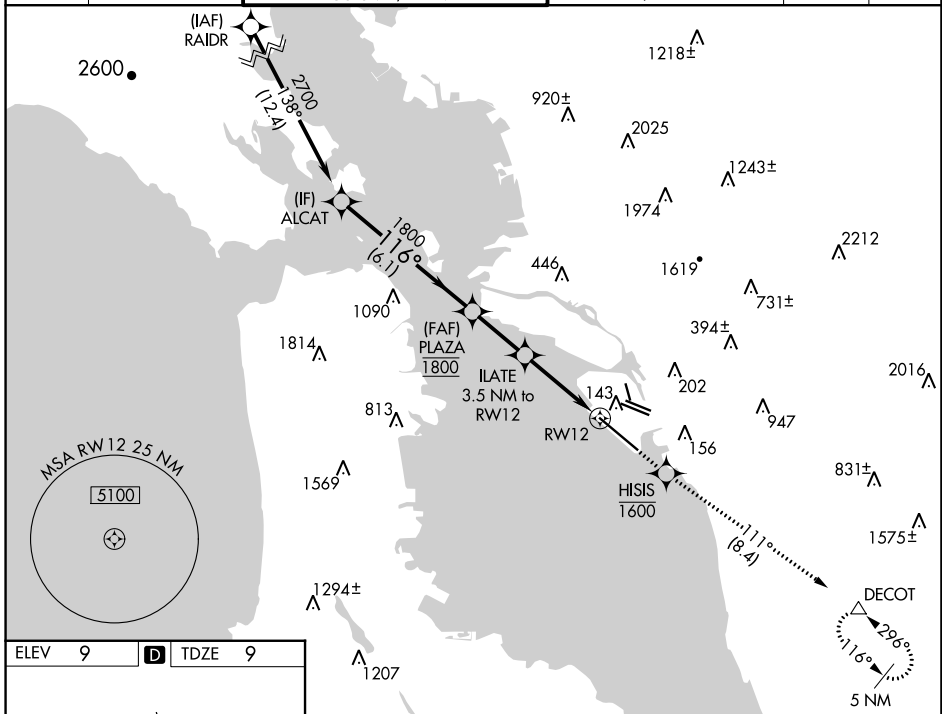 (IAF)
RAIDR
2600
2700
138°
(12.4)
1218±
920±
2025
1243±
1974
(IF)
ALCAT
1800
116°
(6.1)
2212
446
1619
731±
1090
(FAF)
PLAZA
1800
394±
1814
ILATE
3.5 NM to
RW12
2016
202
143
813
RW12
947
156
MSA RW12 25 NM
5100
1569
HISIS
1600
831±
111°
(8.4)
1575±
1294±
DECOT
296°
116°
5 NM
ELEV 9
D
TDZE 9
1207